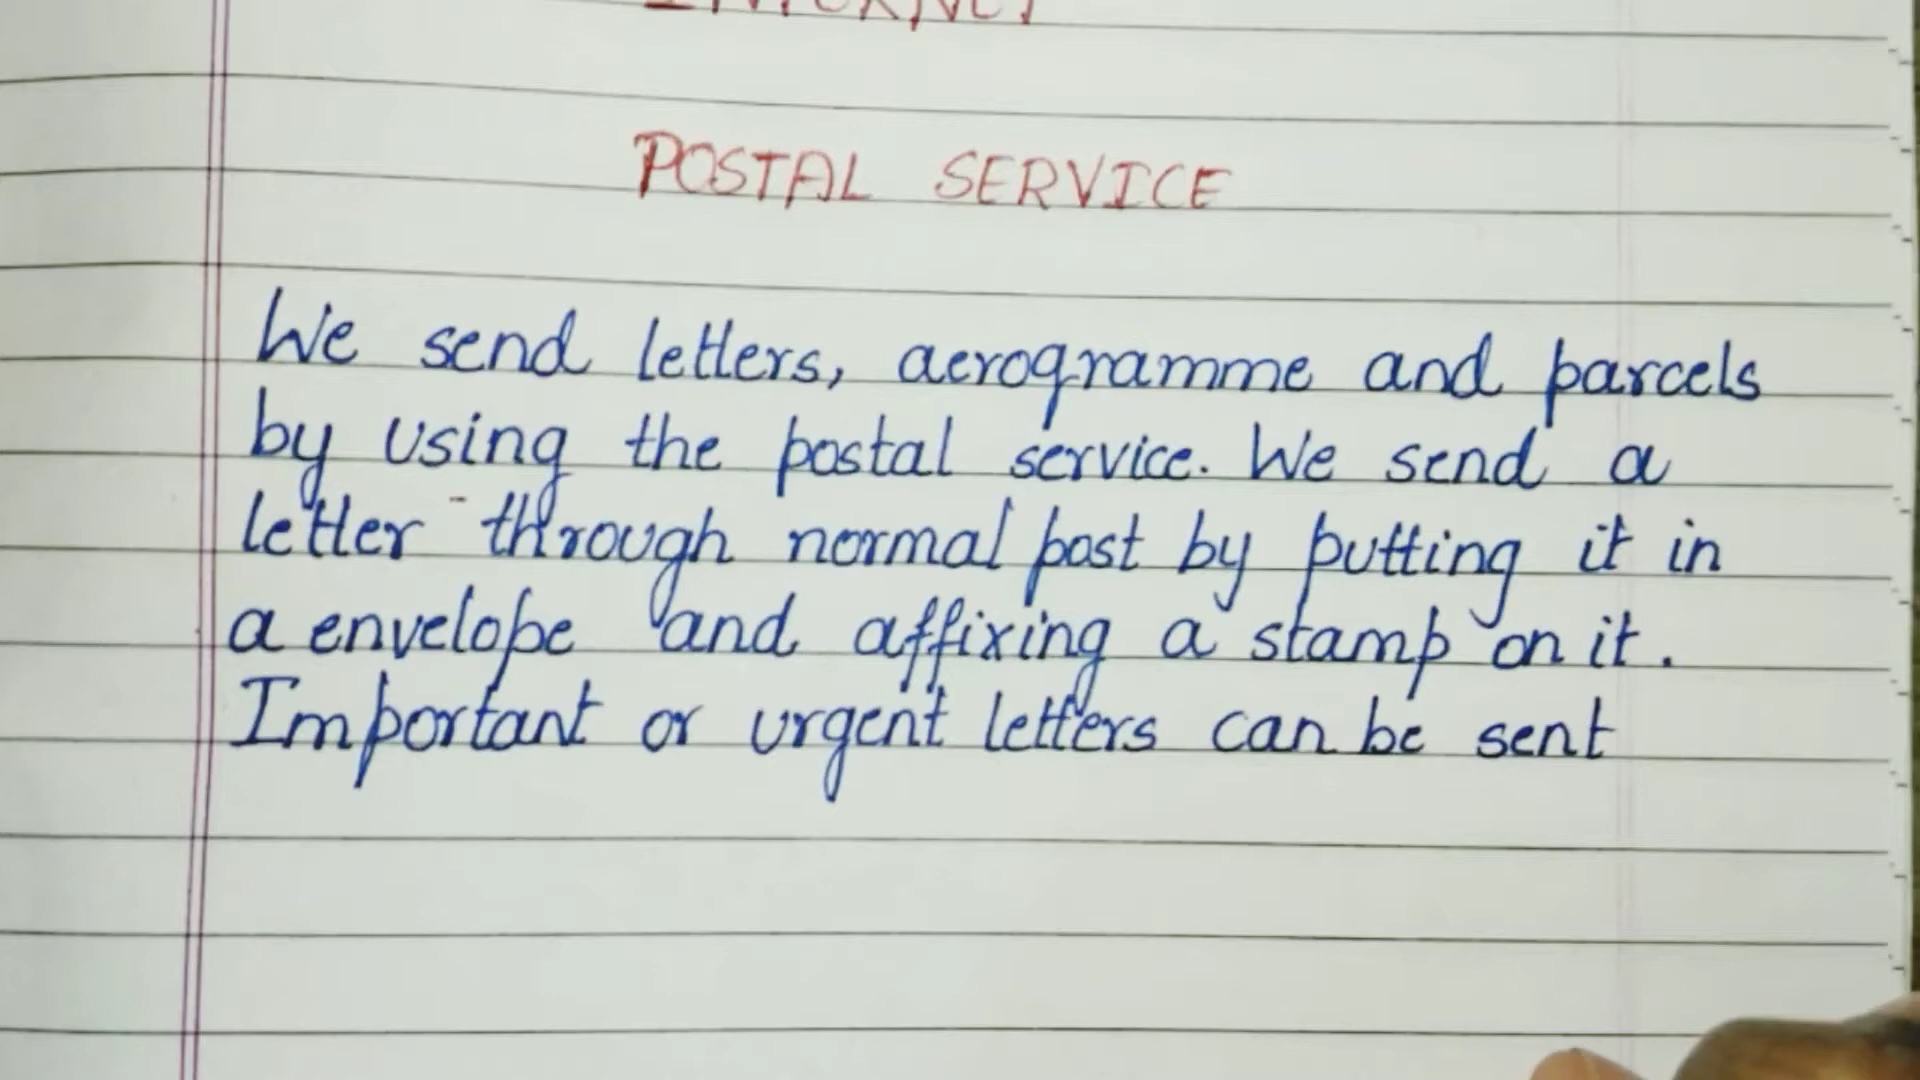 INTERNET
POSTAL SERVICE
We send letters, aerogramme and parcels
by using the postal service. We send a
letter through normal post by putting it in
a envelope and affixing a stamp on it.
Important or urgent letters can be sent